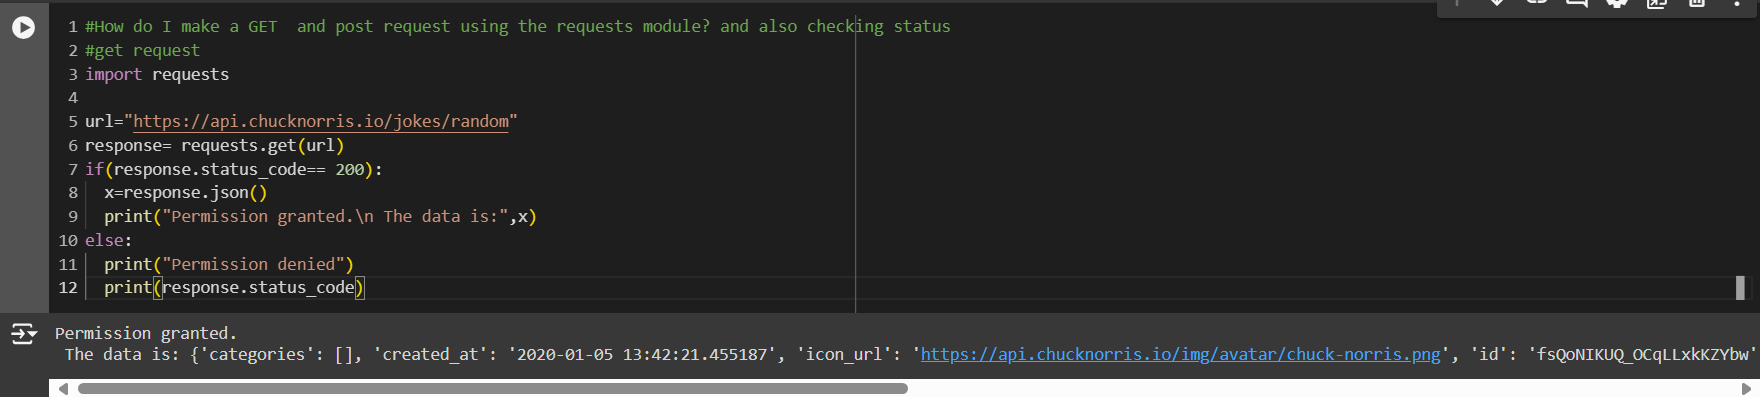 1 #How do I make a GET  and post request using the requests module? and also checking status
2 #get request
3 import requests
4
5 url="https://api.chucknorris.io/jokes/random"
6 response= requests.get(url)
7 if(response.status_code== 200):
8   x=response.json()
9   print("Permission granted.\n The data is:",x)
10 else:
11   print("Permission denied")
12   print(response.status_code)
Permission granted.
 The data is: {'categories': [], 'created_at': '2020-01-05 13:42:21.455187', 'icon_url': 'https://api.chucknorris.io/img/avatar/chuck-norris.png', 'id': 'fsQoNIKUQ_OCqLLxkKZYbw'